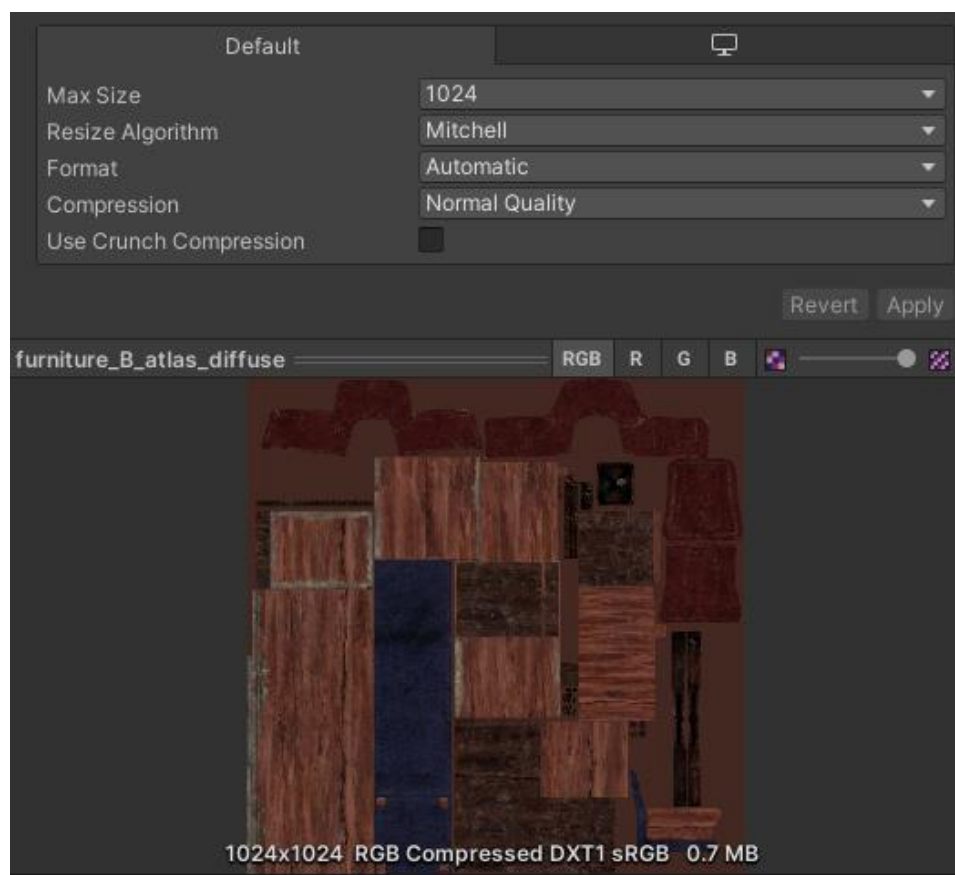 Default
Max Size 1024
Resize Algorithm Mitchell
Format Automatic
Compression Normal Quality
Use Crunch Compression
Revert Apply
furniture_B_atlas_diffuse RGB R G B
1024x1024 RGB Compressed DXT1 sRGB 0.7 MB